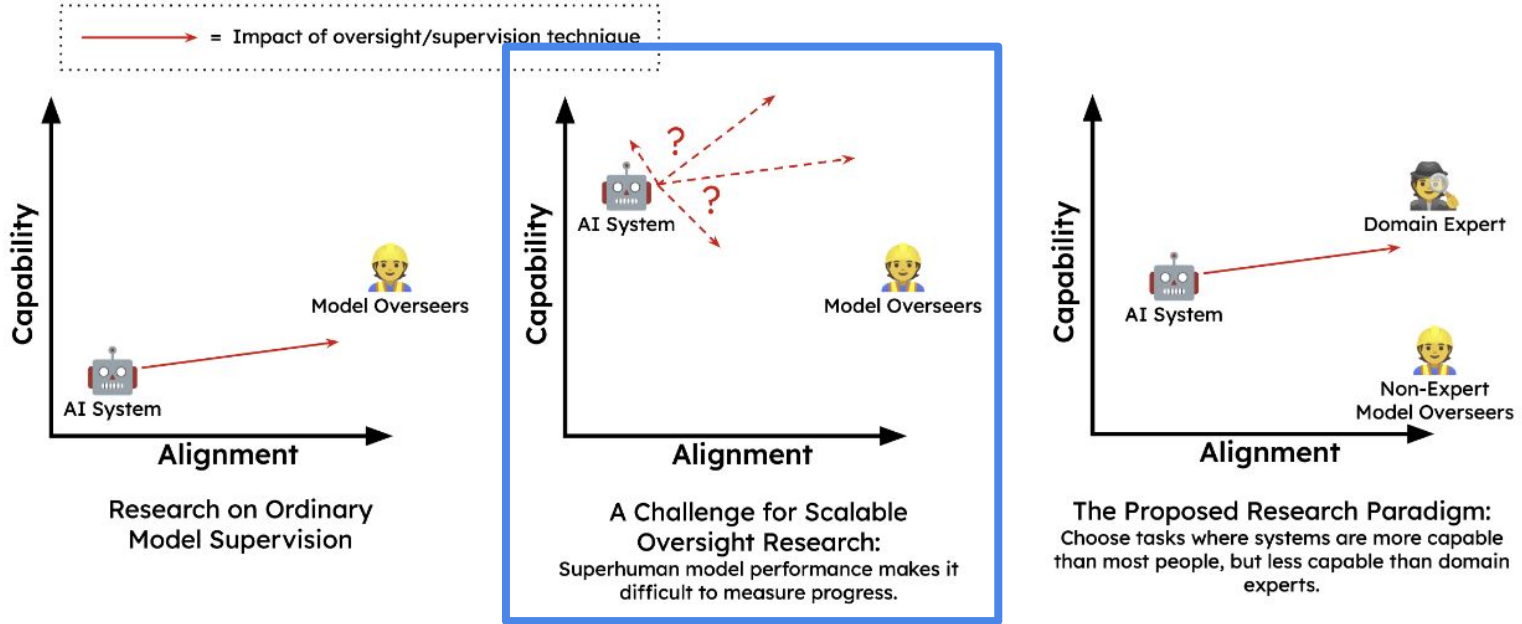 = Impact of oversight/supervision technique
Capability
AI System
Model Overseers
Alignment
Research on Ordinary
Model Supervision
Capability
?
?
AI System
Model Overseers
Alignment
A Challenge for Scalable
Oversight Research:
Superhuman model performance makes it
difficult to measure progress.
Capability
Domain Expert
AI System
Non-Expert
Model Overseers
Alignment
The Proposed Research Paradigm:
Choose tasks where systems are more capable
than most people, but less capable than domain
experts.